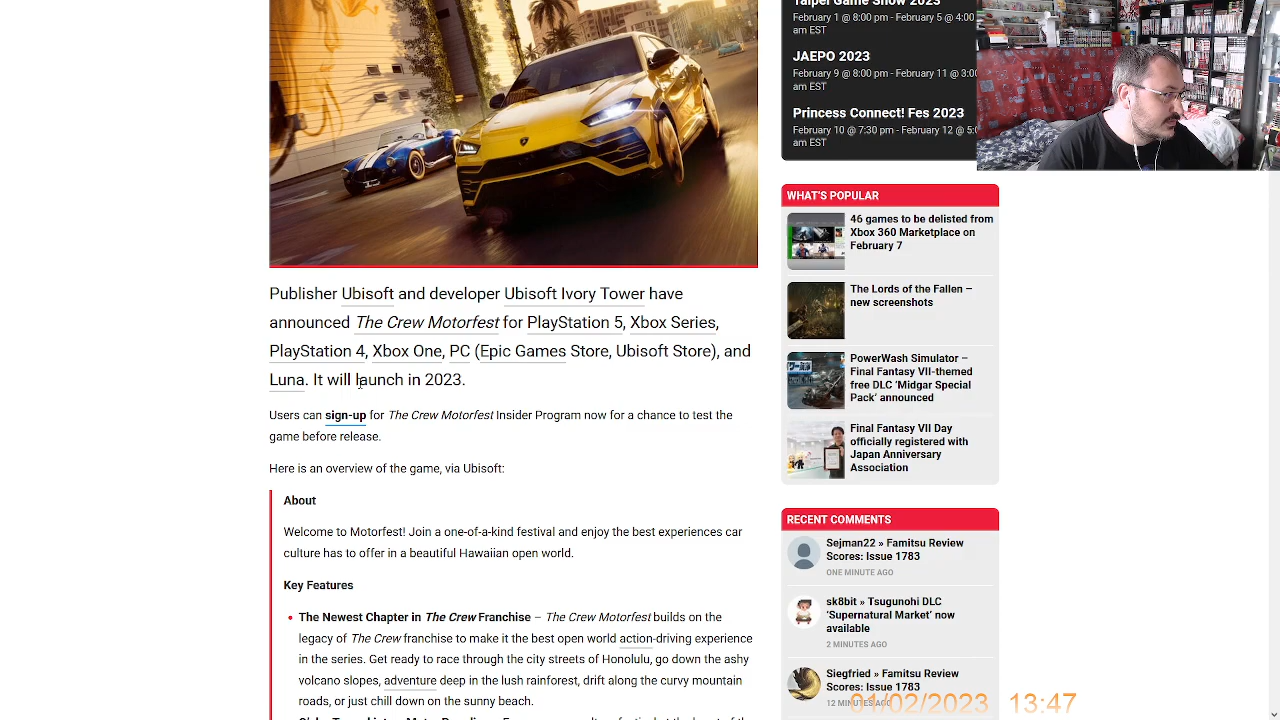 Taipei Game Show 2023
February 1 @ 8:00 pm - February 5 @ 4:00
am EST
JAEPO 2023
February 9 @ 8:00 pm - February 11 @ 3:00
am EST
Princess Connect! Fes 2023
February 10 @ 7:30 pm - February 12 @ 5:0
am EST
WHAT'S POPULAR
46 games to be delisted from
Xbox 360 Marketplace on
February 7
The Lords of the Fallen –
new screenshots
PowerWash Simulator –
Final Fantasy VII-themed
free DLC ‘Midgar Special
Pack’ announced
Final Fantasy VII Day
officially registered with
Japan Anniversary
Association
RECENT COMMENTS
Sejman22 » Famitsu Review
Scores: Issue 1783
ONE MINUTE AGO
sk8bit » Tsugunohi DLC
‘Supernatural Market’ now
available
2 MINUTES AGO
Siegfried » Famitsu Review
Scores: Issue 1783
12 MINUTES AGO
01/02/2023 13:47
Publisher Ubisoft and developer Ubisoft Ivory Tower have
announced The Crew Motorfest for PlayStation 5, Xbox Series,
PlayStation 4, Xbox One, PC (Epic Games Store, Ubisoft Store), and
Luna. It will launch in 2023.
Users can sign-up for The Crew Motorfest Insider Program now for a chance to test the
game before release.
Here is an overview of the game, via Ubisoft:
About
Welcome to Motorfest! Join a one-of-a-kind festival and enjoy the best experiences car
culture has to offer in a beautiful Hawaiian open world.
Key Features
The Newest Chapter in The Crew Franchise – The Crew Motorfest builds on the
legacy of The Crew franchise to make it the best open world action-driving experience
in the series. Get ready to race through the city streets of Honolulu, go down the ashy
volcano slopes, adventure deep in the lush rainforest, drift along the curvy mountain
roads, or just chill down on the sunny beach.